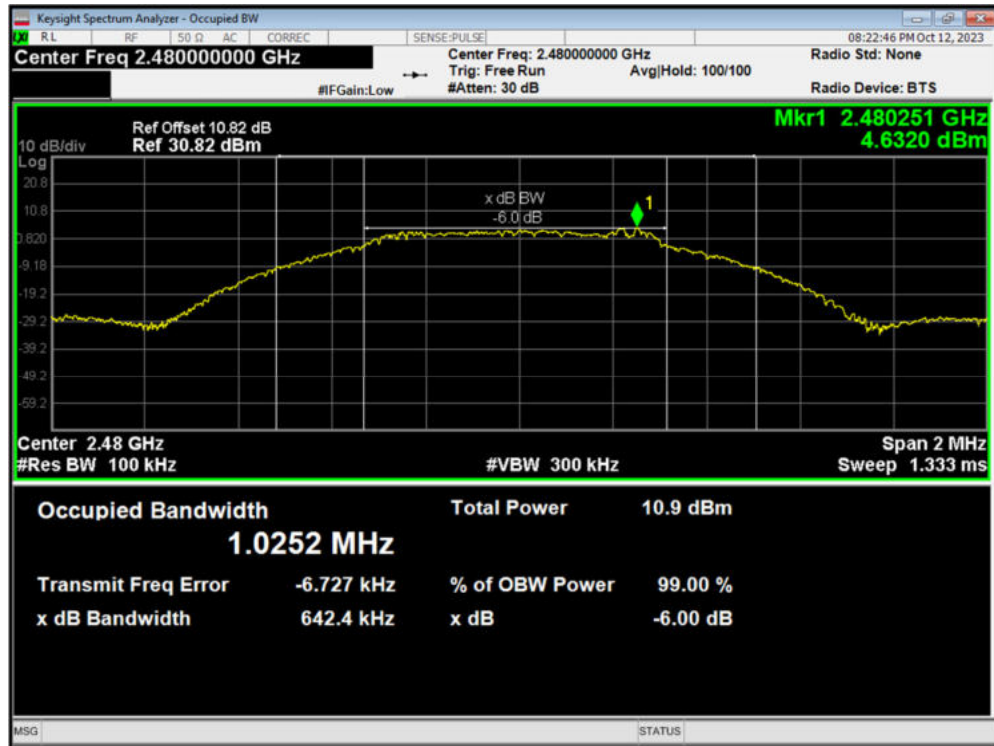 Keysight Spectrum Analyzer - Occupied BW
LXI RL RF 50 Ω AC CORREC SENSE:PULSE 08:22:46 PM Oct 12, 2023
Center Freq 2.480000000 GHz
Center Freq: 2.480000000 GHz
Radio Std: None
Trig: Free Run
Avg|Hold: 100/100
#IFGain:Low
#Atten: 30 dB
Radio Device: BTS
Mkr1 2.480251 GHz
4.6320 dBm
Ref Offset 10.82 dB
10 dB/div Ref 30.82 dBm
Log
20.8
10.8
0.820
-9.18
-19.2
-29.2
-39.2
-49.2
-59.2
x dB BW
-6.0 dB
1
Center 2.48 GHz
Span 2 MHz
#Res BW 100 kHz
#VBW 300 kHz
Sweep 1.333 ms
Occupied Bandwidth
1.0252 MHz
Total Power 10.9 dBm
Transmit Freq Error -6.727 kHz
% of OBW Power 99.00 %
x dB Bandwidth 642.4 kHz
x dB -6.00 dB
MSG
STATUS